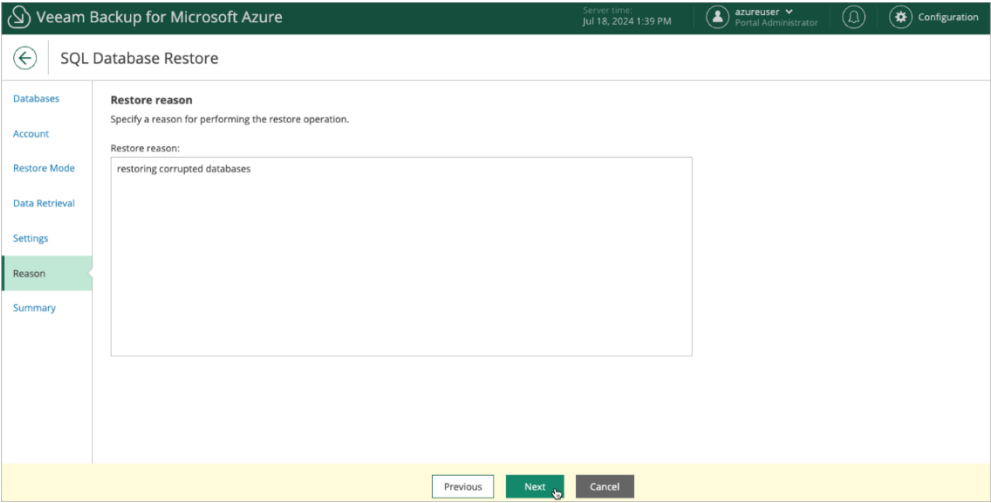 Veeam Backup for Microsoft Azure
Server time:
Jul 18, 2024 1:39 PM
azureuser
Portal Administrator
Configuration
SQL Database Restore
Databases
Account
Restore Mode
Data Retrieval
Settings
Reason
Summary
Restore reason
Specify a reason for performing the restore operation.
Restore reason:
restoring corrupted databases
Previous
Next
Cancel